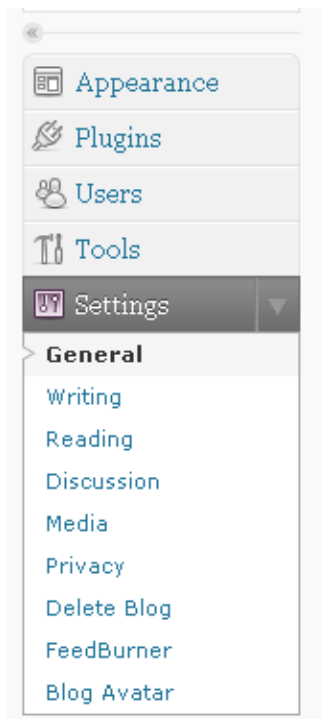 Appearance
Plugins
Users
Tools
Settings
General
Writing
Reading
Discussion
Media
Privacy
Delete Blog
FeedBurner
Blog Avatar